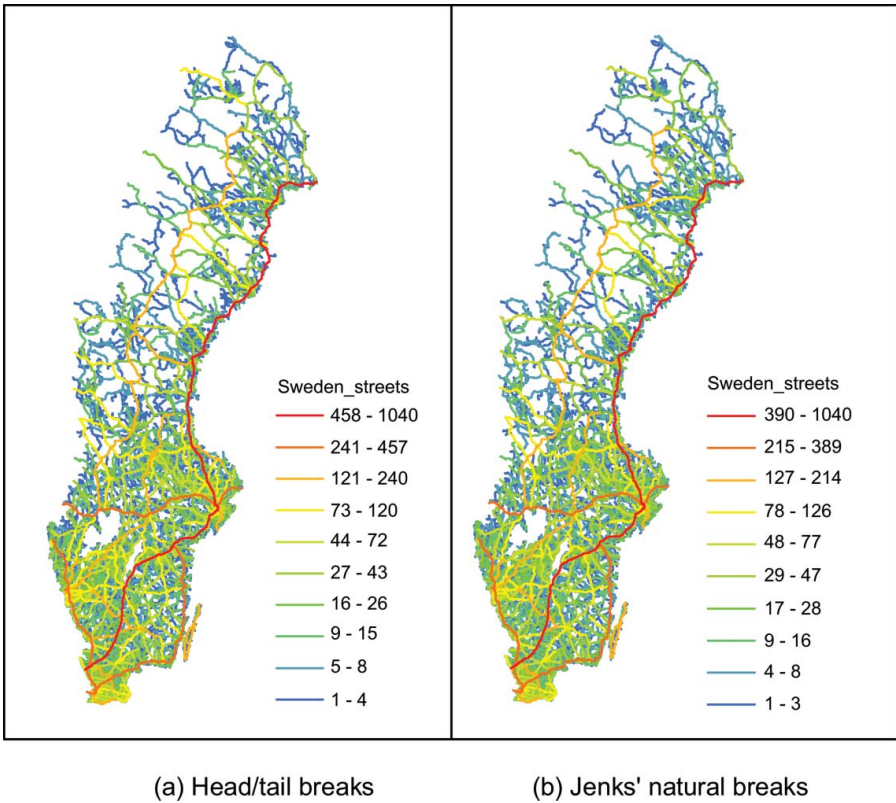 Sweden_streets
458 - 1040
241 - 457
121 - 240
73 - 120
44 - 72
27 - 43
16 - 26
9 - 15
5 - 8
1 - 4
Sweden_streets
390 - 1040
215 - 389
127 - 214
78 - 126
48 - 77
29 - 47
17 - 28
9 - 16
4 - 8
1 - 3
(a) Head/tail breaks
(b) Jenks' natural breaks